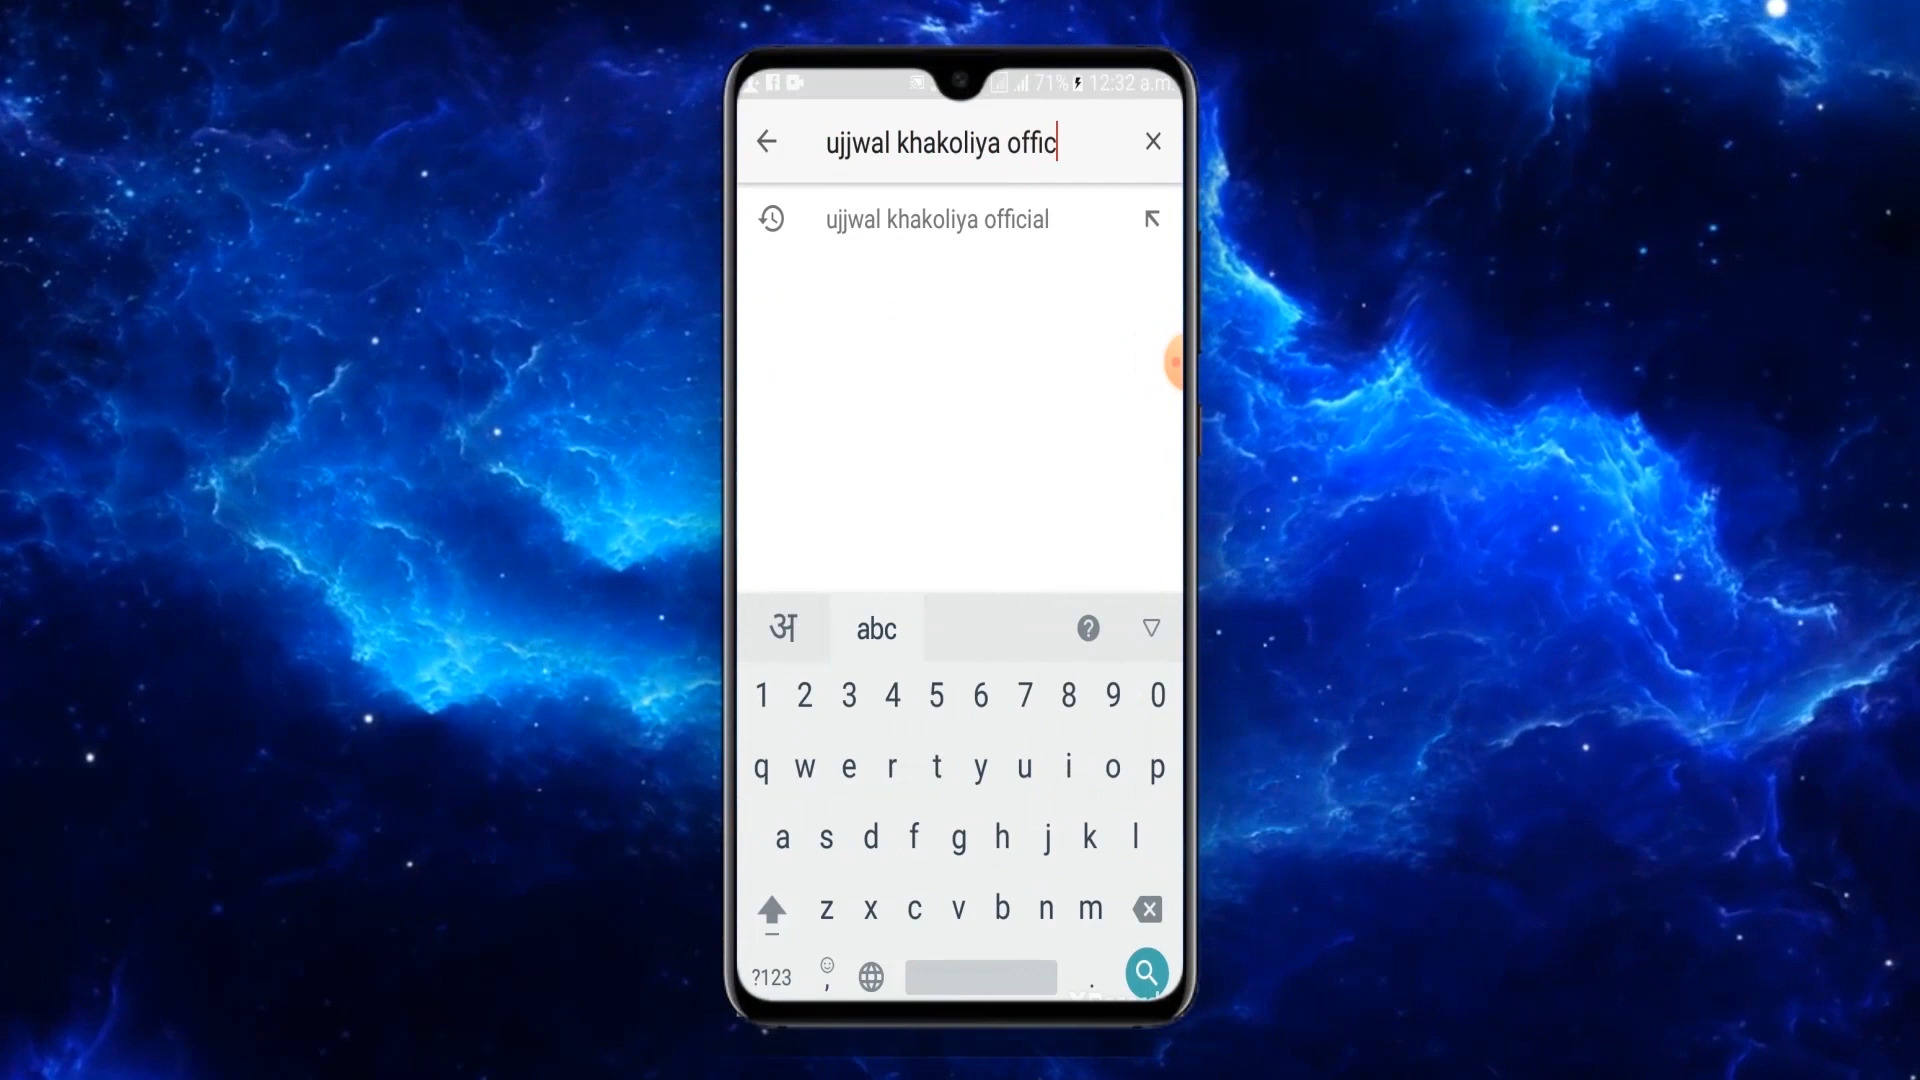 71% 12:32 a.m.
ujjwal khakoliya offic
ujjwal khakoliya official
अ abc
1 2 3 4 5 6 7 8 9 0
q w e r t y u i o p
a s d f g h j k l
z x c v b n m
?123 , .